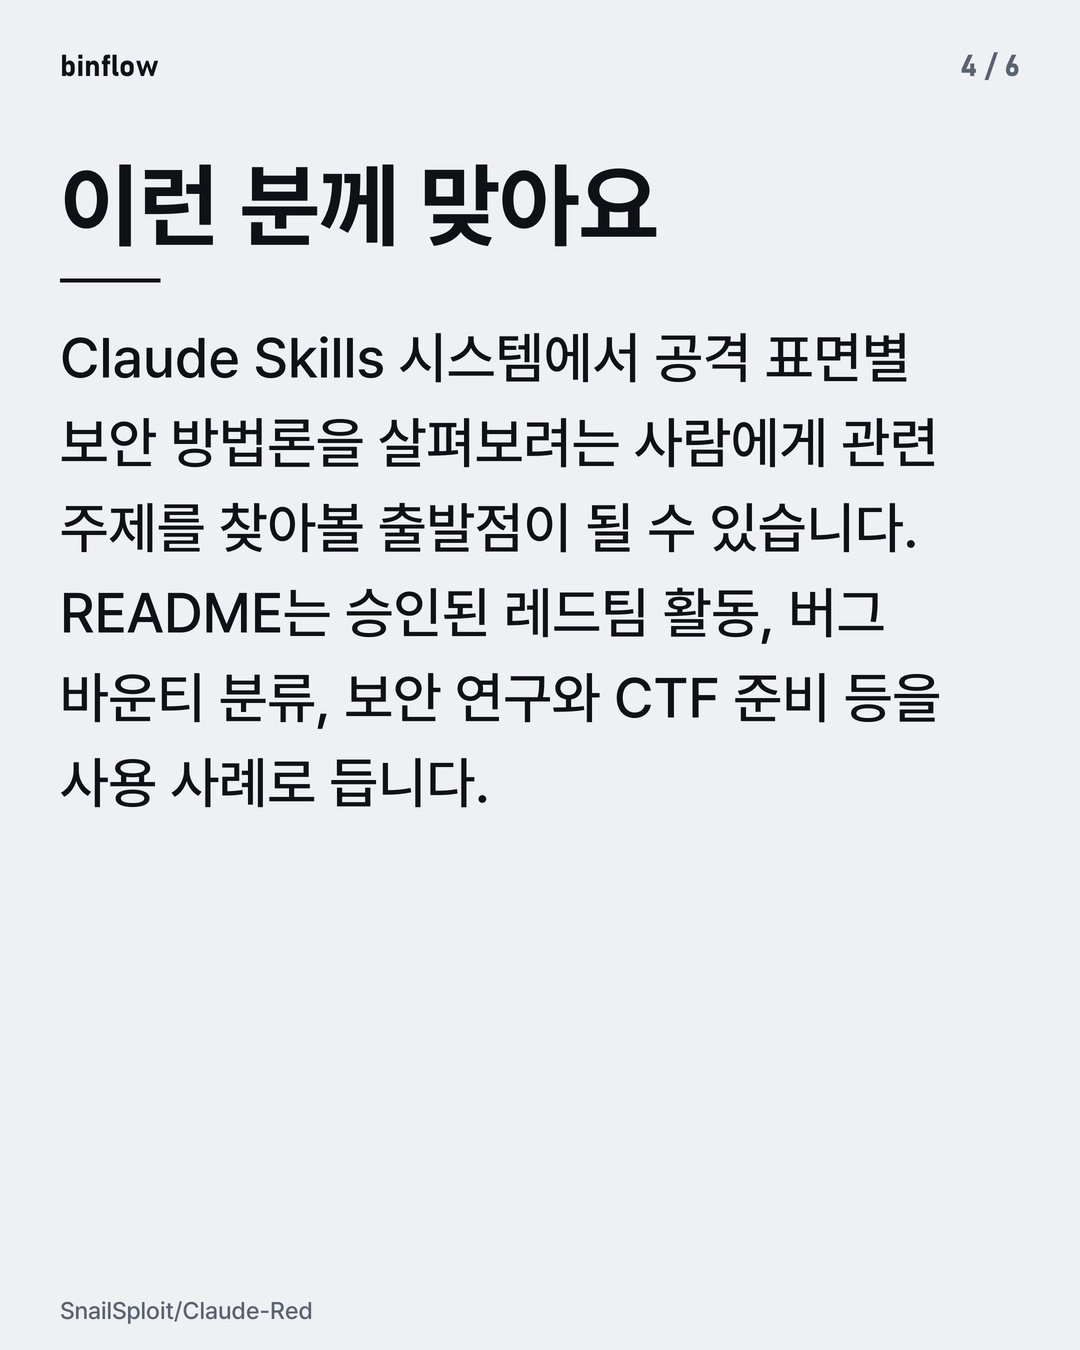 binflow
4 / 6
이런 분께 맞아요
Claude Skills 시스템에서 공격 표면별
보안 방법론을 살펴보려는 사람에게 관련
주제를 찾아볼 출발점이 될 수 있습니다.
README는 승인된 레드팀 활동, 버그
바운티 분류, 보안 연구와 CTF 준비 등을
사용 사례로 듭니다.
SnailSploit/Claude-Red